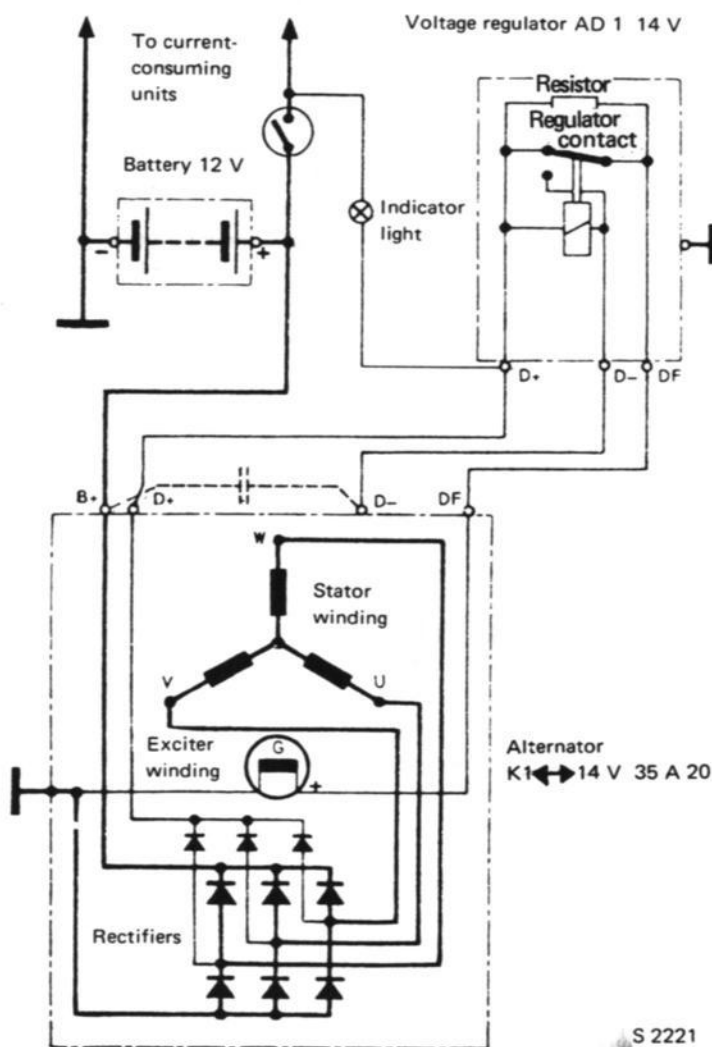 To current-
consuming
units
Voltage regulator AD 1 14 V
Resistor
Regulator
contact
Battery 12 V
Indicator
light
-
+
D+
D-
DF
B+
D+
D-
DF
W
Stator
winding
V
U
Exciter
winding
G
+
Alternator
K1 14 V 35 A 20
Rectifiers
S 2221